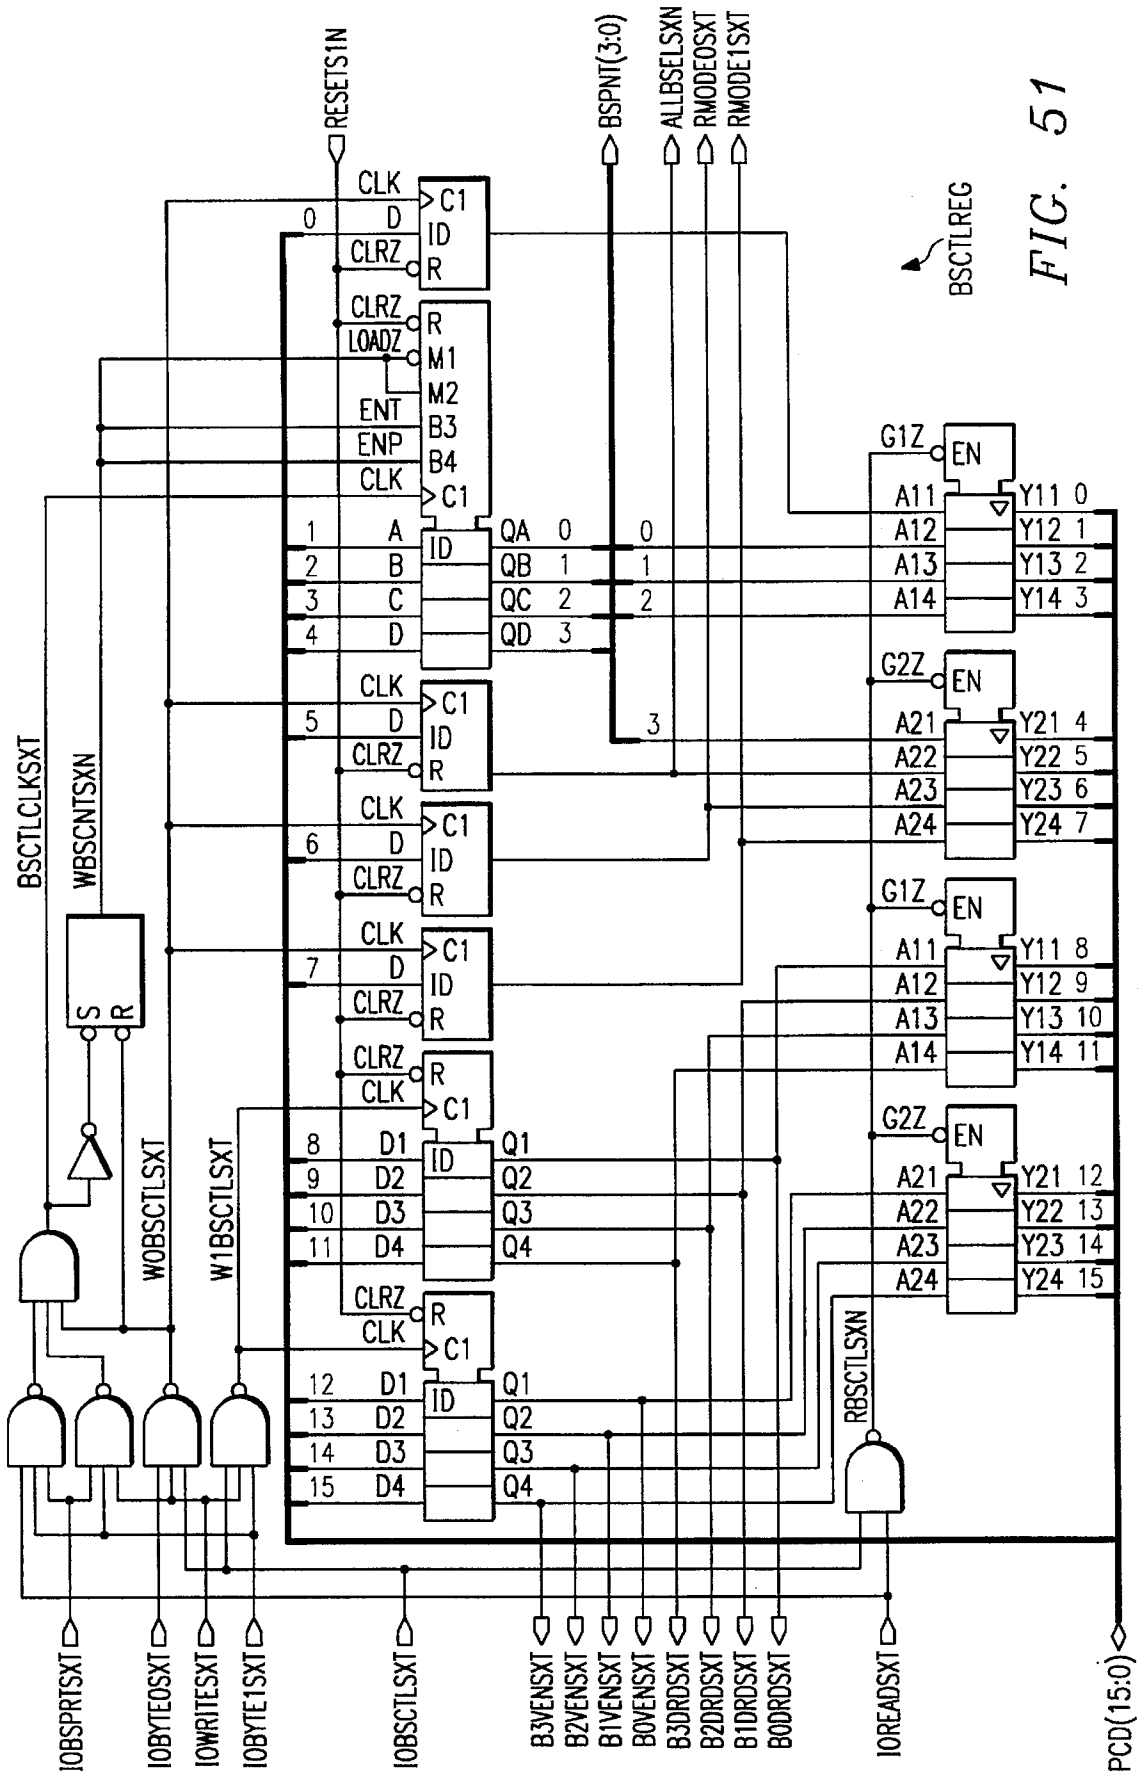 RESETS1N
BSPNT(3:0)
ALLBSELSXN
RMODE0SXT
RMODE1SXT
FIG. 51
BSCTLREG
BSCTLCLKSXT
WBSCNTSXN
W0BSCTLSXT
W1BSCTLSXT
RBSCTLSXN
S
R
CLK
0 D
CLRZ
C1
ID
R
CLRZ
LOADZ
ENT
ENP
CLK
R
M1
M2
B3
B4
C1
1 A ID QA 0 0
2 B QB 1 1
3 C QC 2 2
4 D QD 3
3
CLK
5 D
CLRZ
C1
ID
R
CLK
6 D
CLRZ
C1
ID
R
CLK
7 D
CLRZ
C1
ID
R
CLRZ
CLK
R
C1
8 D1 ID Q1
9 D2 Q2
10 D3 Q3
11 D4 Q4
CLRZ
CLK
R
C1
12 D1 ID Q1
13 D2 Q2
14 D3 Q3
15 D4 Q4
G1Z EN
A11 Y11 0
A12 Y12 1
A13 Y13 2
A14 Y14 3
G2Z EN
A21 Y21 4
A22 Y22 5
A23 Y23 6
A24 Y24 7
G1Z EN
A11 Y11 8
A12 Y12 9
A13 Y13 10
A14 Y14 11
G2Z EN
A21 Y21 12
A22 Y22 13
A23 Y23 14
A24 Y24 15
IOBSPRTSXT
IOBYTE0SXT
IOWRITESXT
IOBYTE1SXT
IOBSCTLSXT
B3VENSXT
B2VENSXT
B1VENSXT
B0VENSXT
B3DRDSXT
B2DRDSXT
B1DRDSXT
B0DRDSXT
IOREADSXT
PCD(15:0)